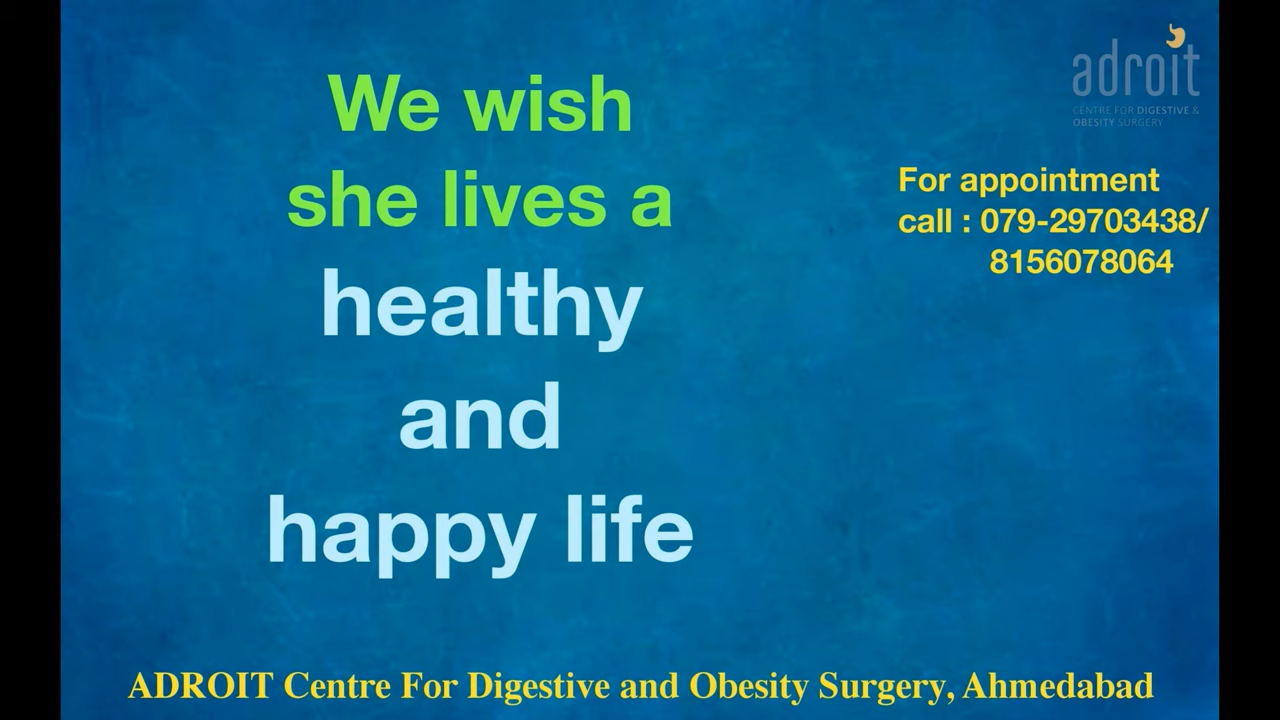 We wish
she lives a
healthy
and
happy life
adroit
CENTRE FOR DIGESTIVE &
OBESITY SURGERY
For appointment
call : 079-29703438/
8156078064
ADROIT Centre For Digestive and Obesity Surgery, Ahmedabad